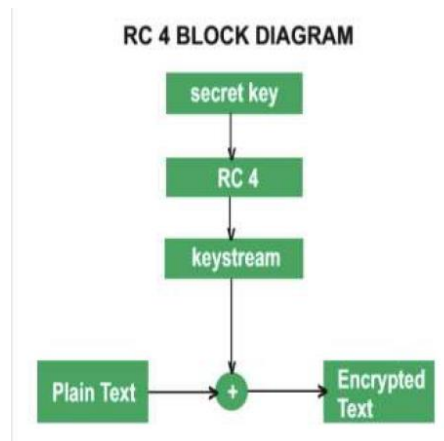 RC 4 BLOCK DIAGRAM
secret key
RC 4
keystream
Plain Text
+
Encrypted
Text